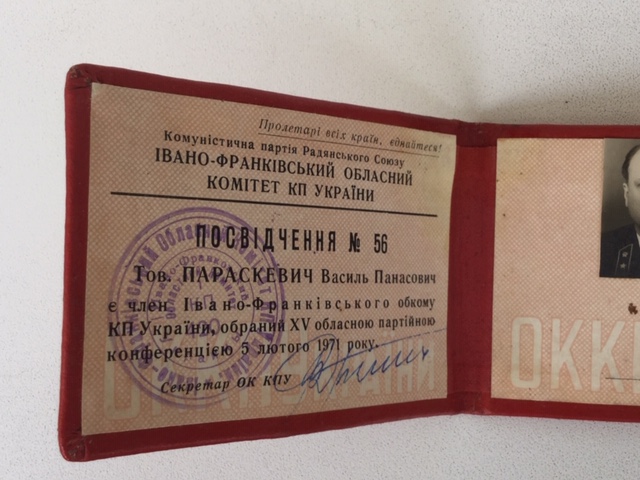 Пролетарі всіх країн, єднайтеся!
Комуністична партія Радянського Союзу
ІВАНО-ФРАНКІВСЬКИЙ ОБЛАСНИЙ
КОМІТЕТ КП УКРАЇНИ
ПОСВІДЧЕННЯ № 56
Тов. ПАРАСКЕВИЧ Василь Панасович
є член Івано-Франківського обкому
КП України, обраний XV обласною партійною
конференцією 5 лютого 1971 року.
Секретар ОК КПУ
ОКК